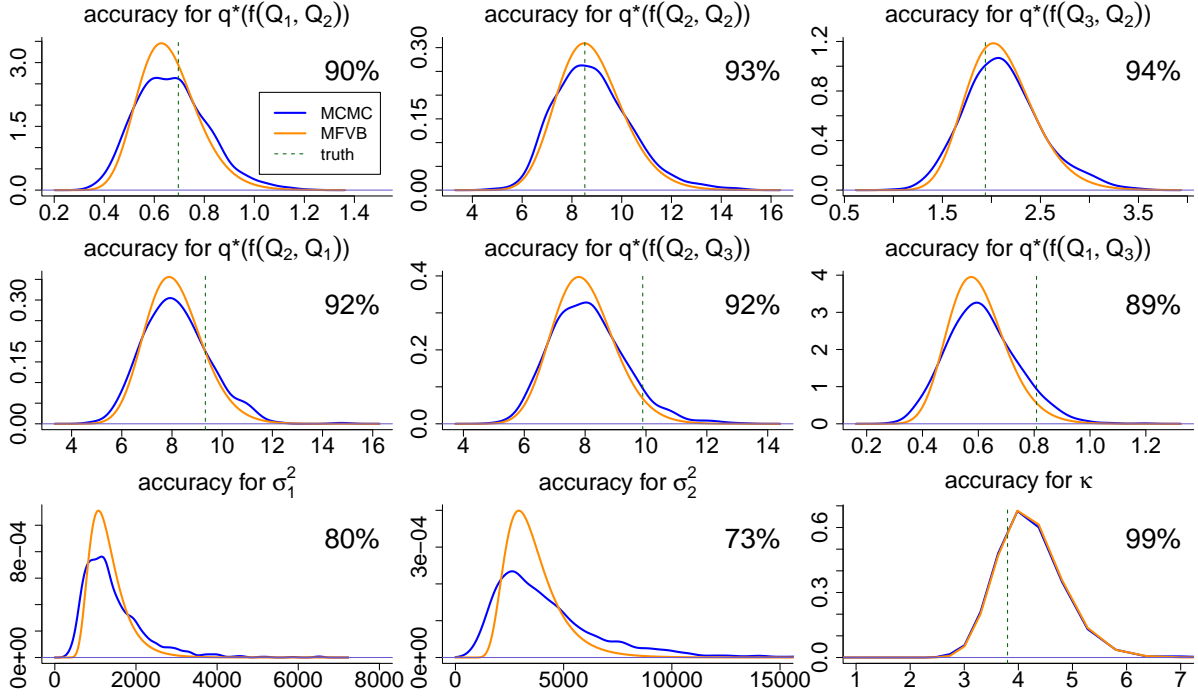 accuracy for q*(f(Q₁, Q₂))
accuracy for q*(f(Q₂, Q₂))
accuracy for q*(f(Q₃, Q₂))
90%
93%
94%
MCMC
MFVB
truth
0.0 1.5 3.0
0.2 0.4 0.6 0.8 1.0 1.2 1.4
0.00 0.15 0.30
4 6 8 10 12 14 16
0.0 0.4 0.8 1.2
0.5 1.5 2.5 3.5
accuracy for q*(f(Q₂, Q₁))
accuracy for q*(f(Q₂, Q₃))
accuracy for q*(f(Q₁, Q₃))
92%
92%
89%
0.00 0.15 0.30
4 6 8 10 12 14 16
0.0 0.2 0.4
4 6 8 10 12 14
0 1 2 3 4
0.2 0.4 0.6 0.8 1.0 1.2
accuracy for σ₁²
accuracy for σ₂²
accuracy for κ
80%
73%
99%
0e+00 8e−04
0 2000 4000 6000 8000
0e+00 3e−04
0 5000 10000 15000
0.0 0.3 0.6
1 2 3 4 5 6 7